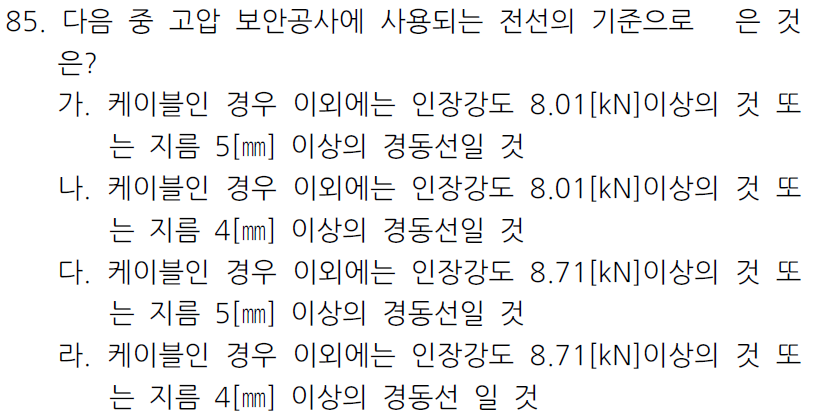 85. 다음 중 고압 보안공사에 사용되는 전선의 기준으로 은 것
은?
가. 케이블인 경우 이외에는 인장강도 8.01[kN]이상의 것 또
는 지름 5[㎜] 이상의 경동선일 것
나. 케이블인 경우 이외에는 인장강도 8.01[kN]이상의 것 또
는 지름 4[㎜] 이상의 경동선일 것
다. 케이블인 경우 이외에는 인장강도 8.71[kN]이상의 것 또
는 지름 5[㎜] 이상의 경동선일 것
라. 케이블인 경우 이외에는 인장강도 8.71[kN]이상의 것 또
는 지름 4[㎜] 이상의 경동선 일 것